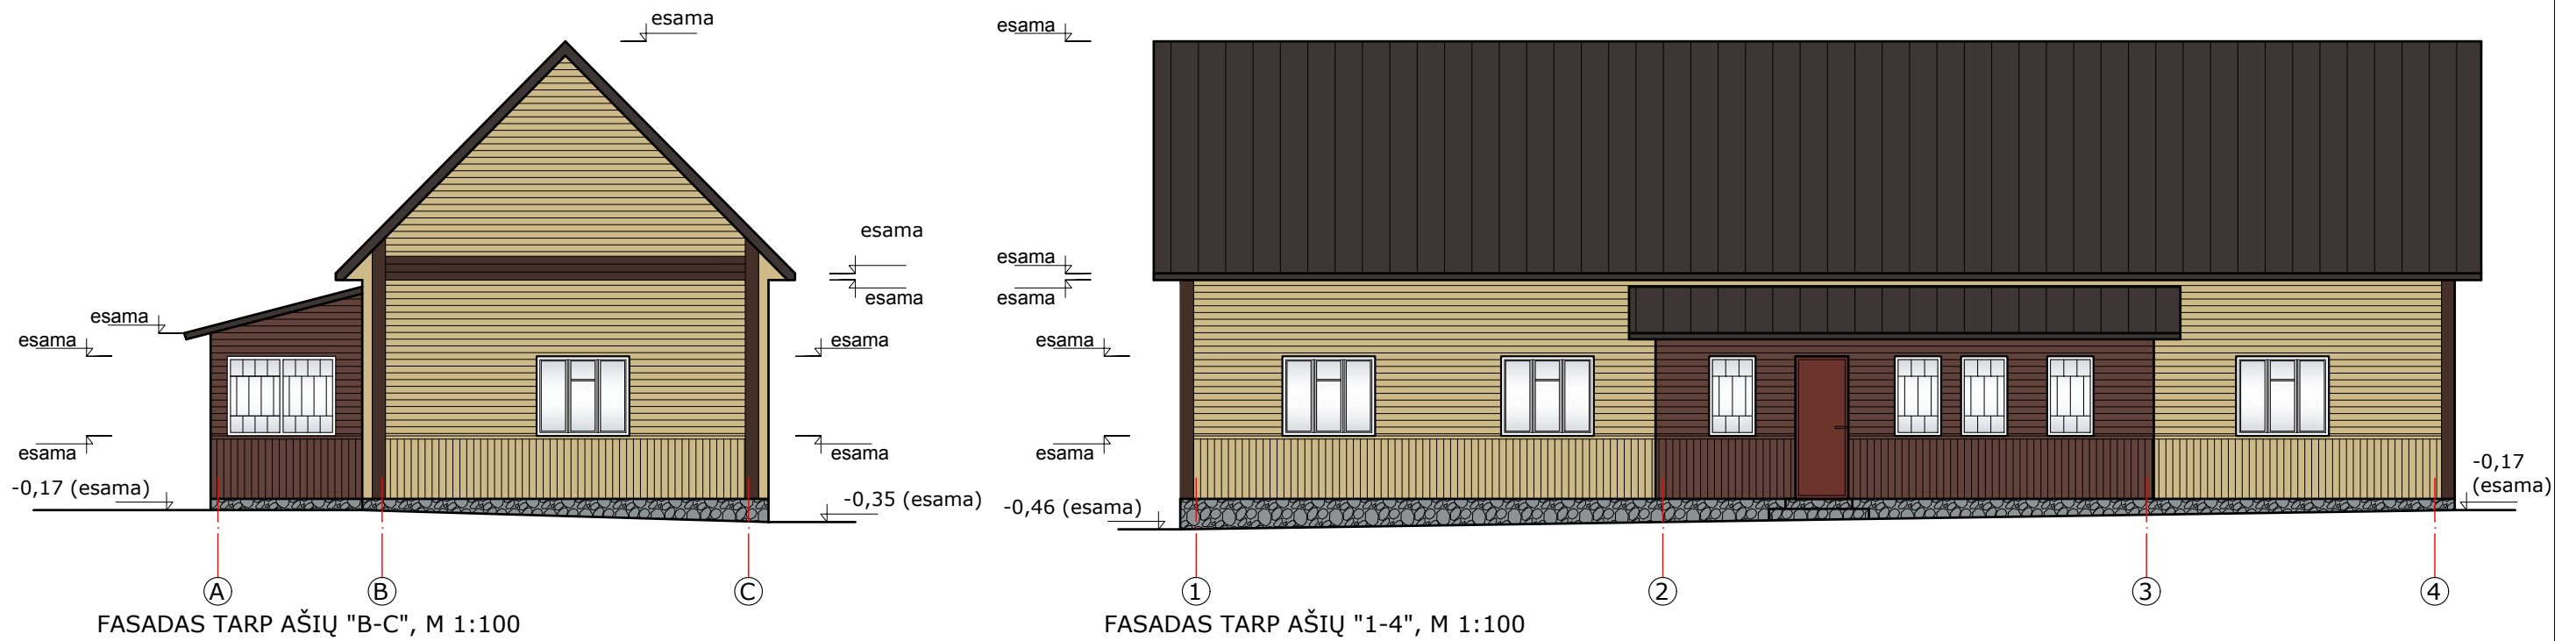 esama
esama
esama
esama
esama
esama
esama
esama
-0,17 (esama)
-0,35 (esama)
A
B
C
FASADAS TARP AŠIŲ "B-C", M 1:100
esama
esama
esama
esama
esama
-0,46 (esama)
-0,17
(esama)
1
2
3
4
FASADAS TARP AŠIŲ "1-4", M 1:100